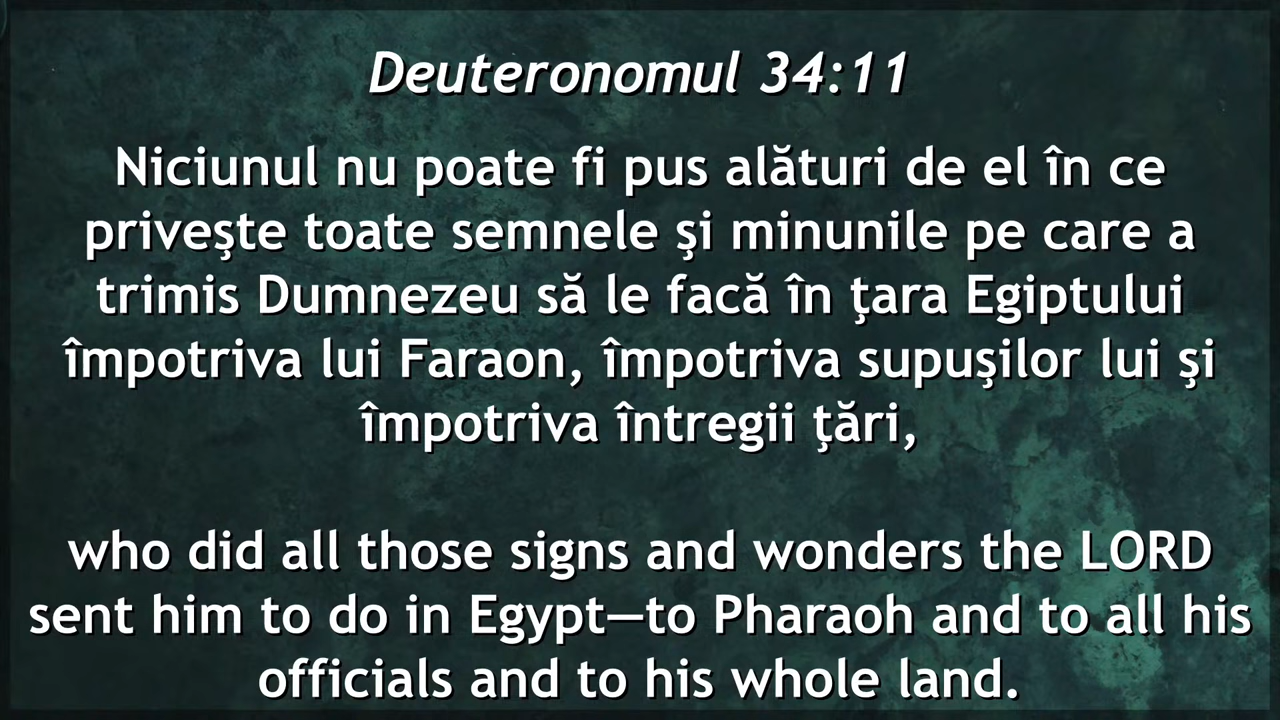 Deuteronomul 34:11
Niciunul nu poate fi pus alături de el în ce
priveşte toate semnele şi minunile pe care a
trimis Dumnezeu să le facă în ţara Egiptului
împotriva lui Faraon, împotriva supuşilor lui şi
împotriva întregii ţări,
who did all those signs and wonders the LORD
sent him to do in Egypt—to Pharaoh and to all his
officials and to his whole land.